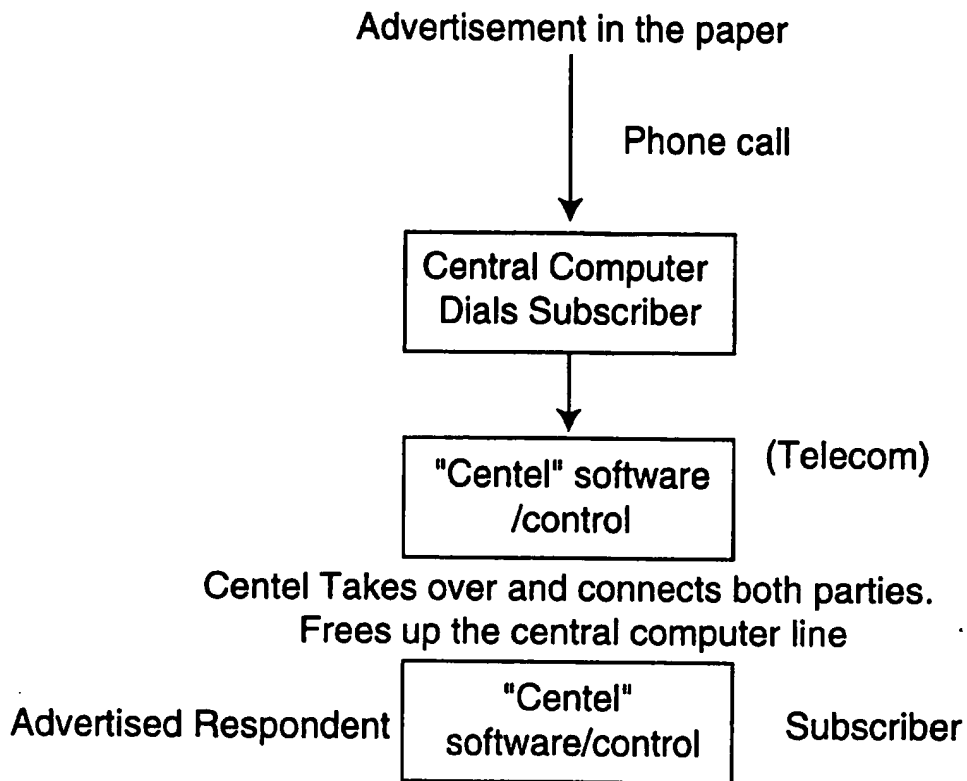 Advertisement in the paper
Phone call
Central Computer
Dials Subscriber
"Centel" software
/control
(Telecom)
Centel Takes over and connects both parties.
Frees up the central computer line
Advertised Respondent
"Centel"
software/control
Subscriber